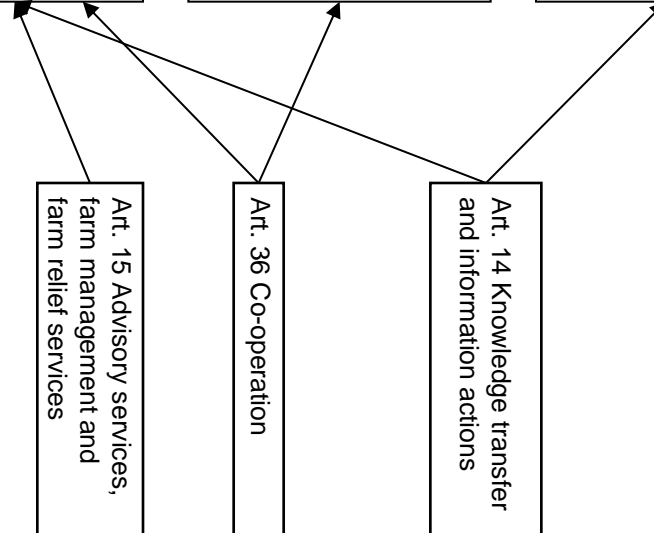 Art. 15 Advisory services,
farm management and
farm relief services
Art. 36 Co-operation
Art. 14 Knowledge transfer
and information actions